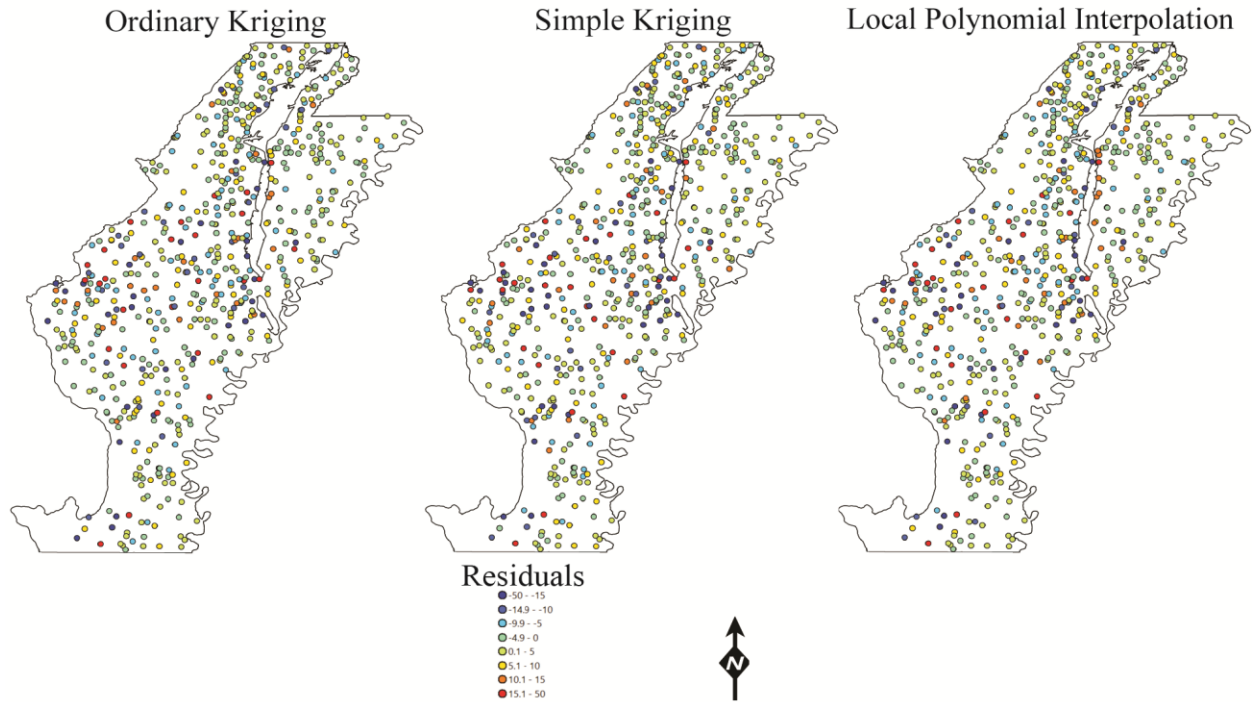 Ordinary Kriging
Simple Kriging
Local Polynomial Interpolation
Residuals
-50 - -15
-14.9 - -10
-9.9 - -5
-4.9 - 0
0.1 - 5
5.1 - 10
10.1 - 15
15.1 - 50
N